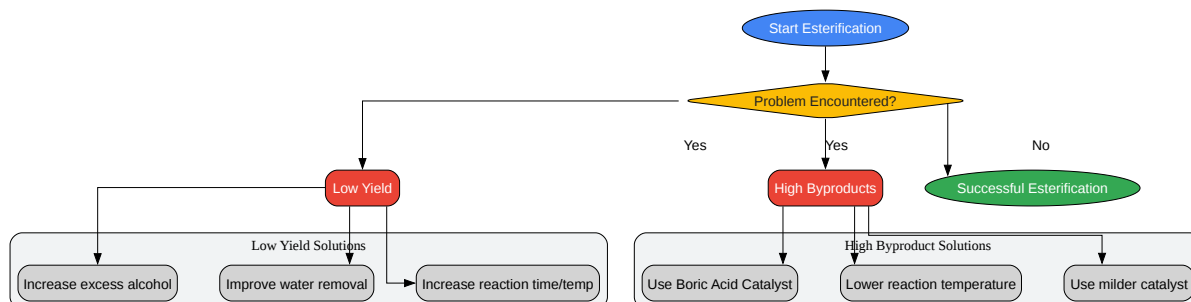 Start Esterification
Problem Encountered?
Yes
Yes
No
Low Yield
High Byproducts
Successful Esterification
Low Yield Solutions
High Byproduct Solutions
Increase excess alcohol
Improve water removal
Increase reaction time/temp
Use Boric Acid Catalyst
Lower reaction temperature
Use milder catalyst